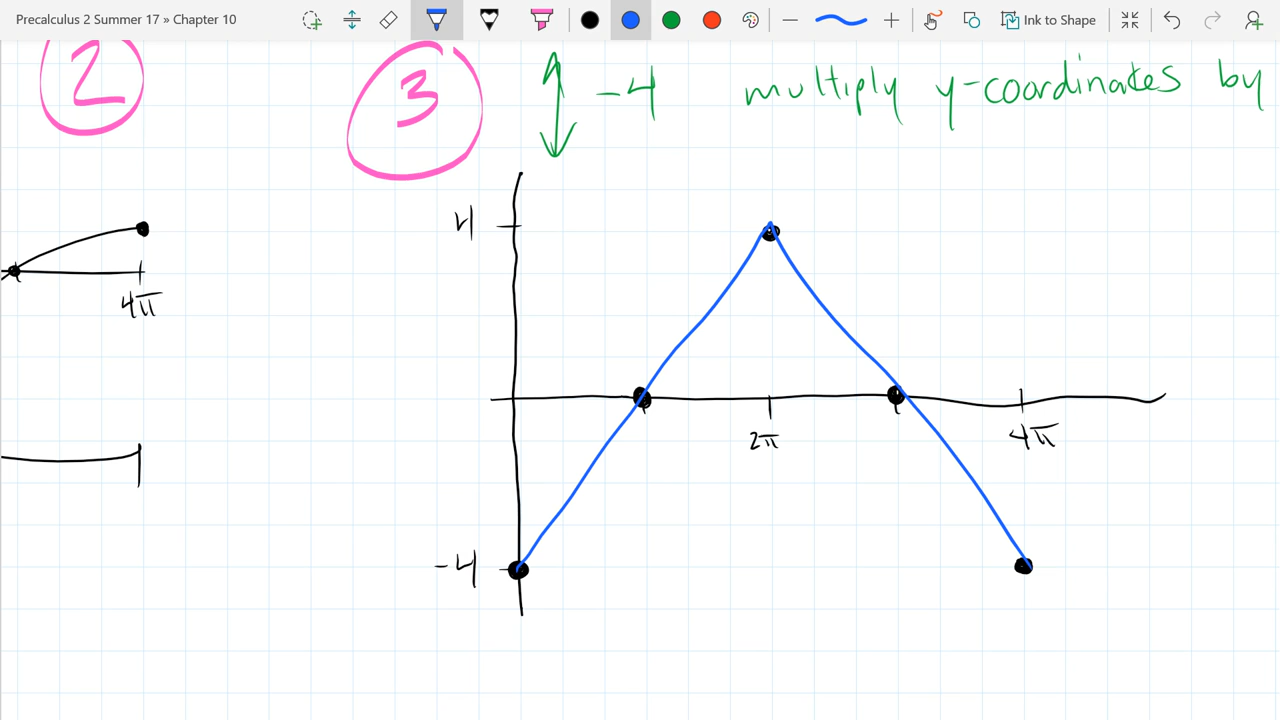 Precalculus 2 Summer 17 » Chapter 10
Ink to Shape
2
3
-4 multiply y-coordinates by
4
4π
2π
4π
-4